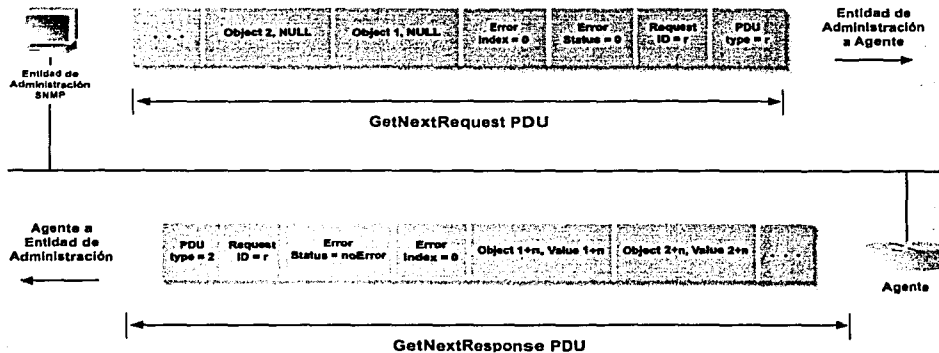 . . . .
Object 2, NULL
Object 1, NULL
Error
Index = 0
Error
Status = 0
Request
ID = r
PDU
type = r
Entidad de
Administración
a Agente
Entidad de
Administración
SNMP
GetNextRequest PDU
Agente a
Entidad de
Administración
PDU
type = 2
Request
ID = r
Error
Status = noError
Error
Index = 0
Object 1+n, Value 1+n
Object 2+n, Value 2+n
Agente
GetNextResponse PDU